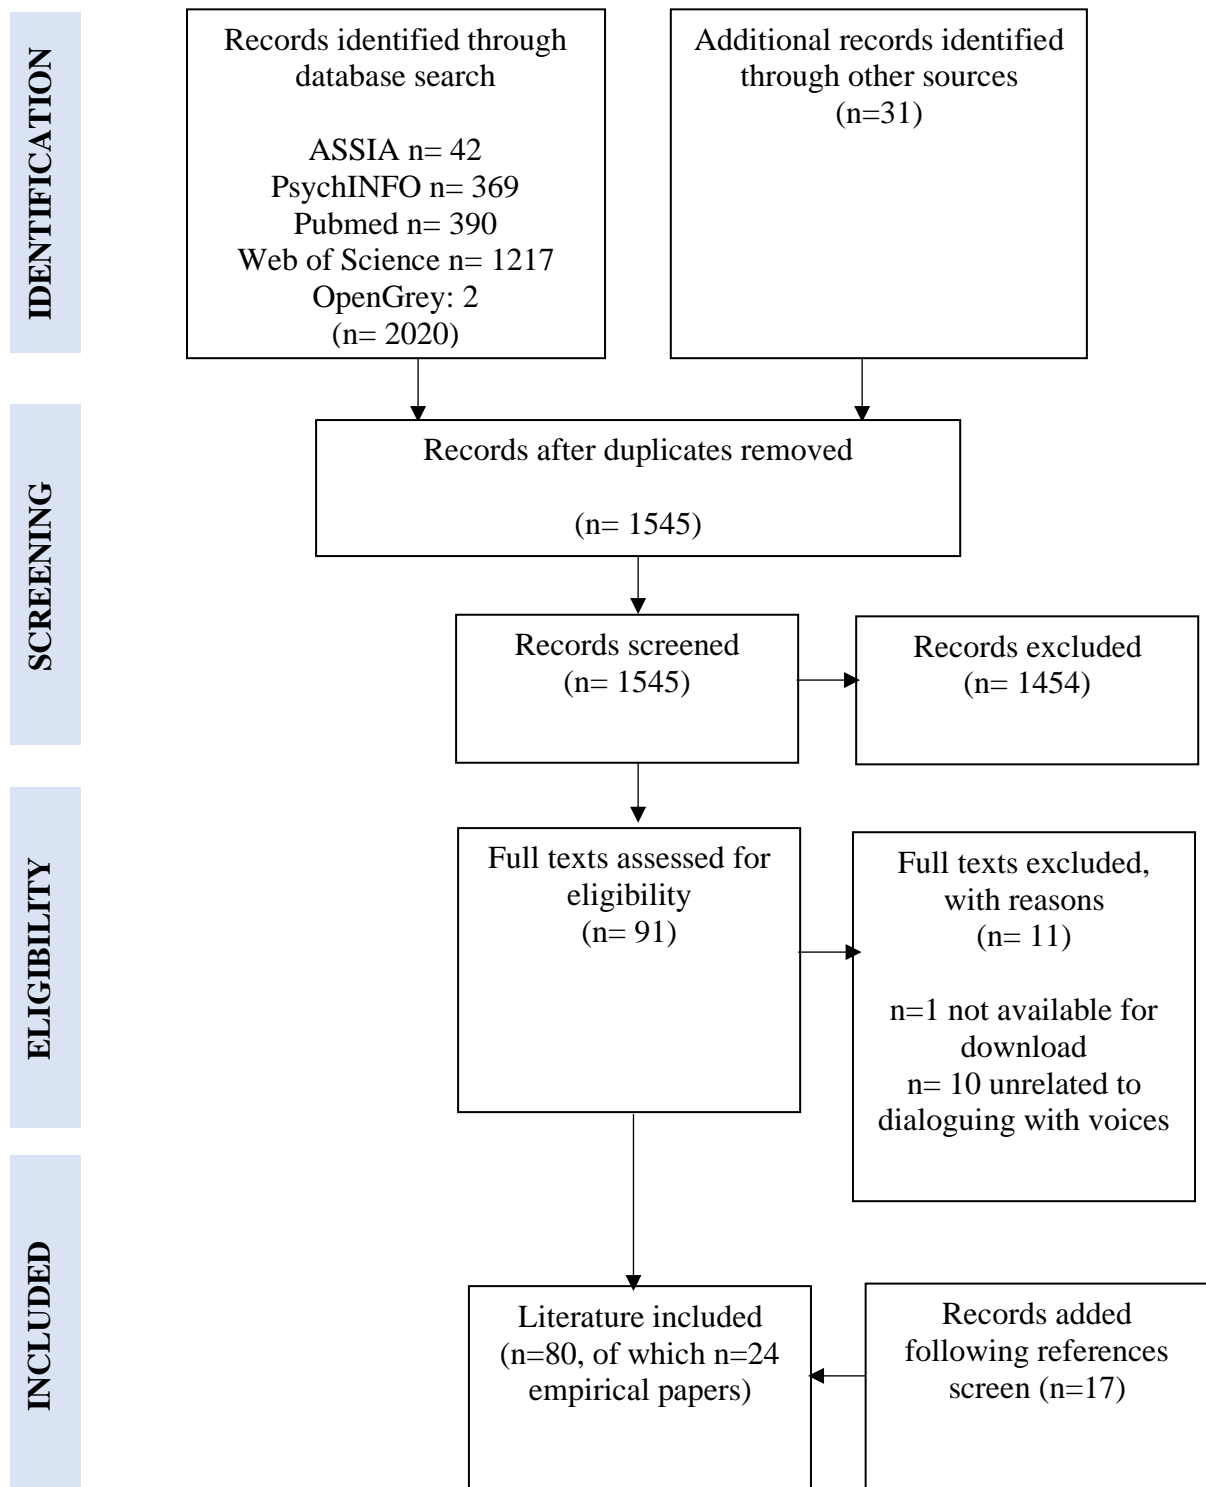 IDENTIFICATION
Records identified through
database search
ASSIA n= 42
PsychINFO n= 369
Pubmed n= 390
Web of Science n= 1217
OpenGrey: 2
(n= 2020)
Additional records identified
through other sources
(n=31)
SCREENING
Records after duplicates removed
(n= 1545)
Records screened
(n= 1545)
Records excluded
(n= 1454)
ELIGIBILITY
Full texts assessed for
eligibility
(n= 91)
Full texts excluded,
with reasons
(n= 11)
n=1 not available for
download
n= 10 unrelated to
dialoguing with voices
INCLUDED
Literature included
(n=80, of which n=24
empirical papers)
Records added
following references
screen (n=17)